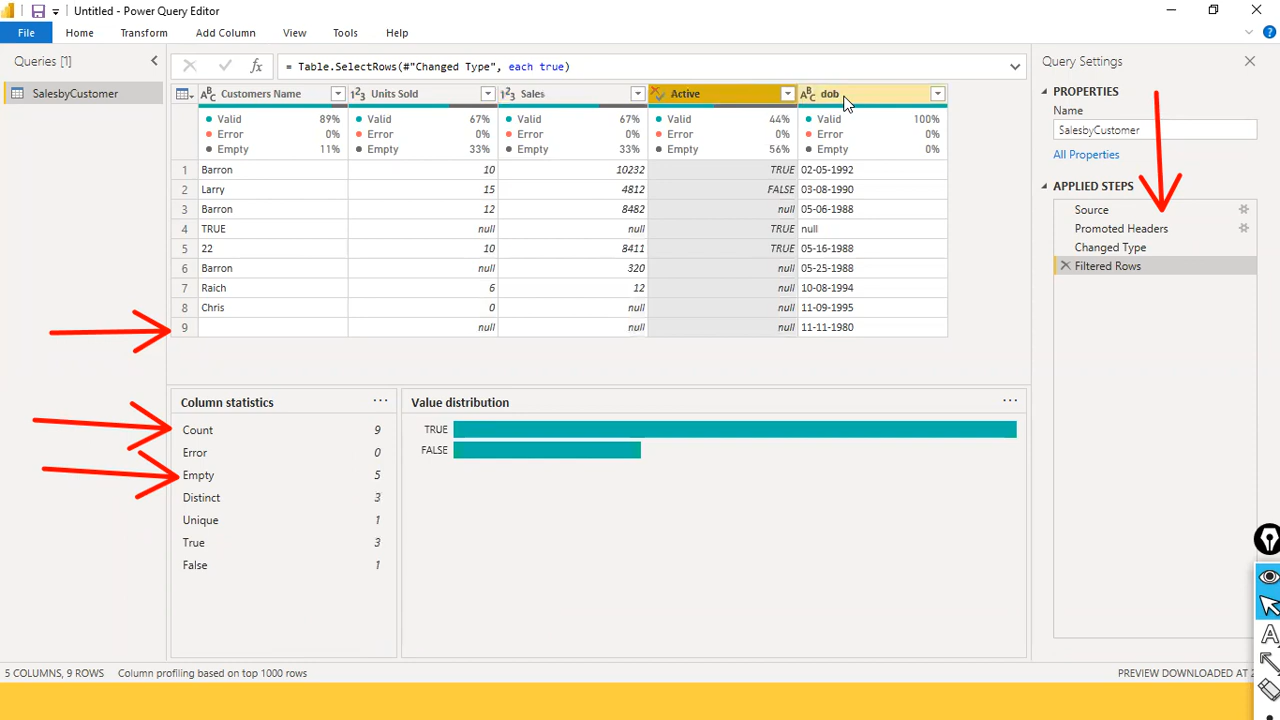 Untitled - Power Query Editor
File Home Transform Add Column View Tools Help
Queries [1]
SalesbyCustomer
fx = Table.SelectRows(#"Changed Type", each true)
ABC Customers Name 123 Units Sold 123 Sales Active ABC dob
Valid 89% Valid 67% Valid 67% Valid 44% Valid 100%
Error 0% Error 0% Error 0% Error 0% Error 0%
Empty 11% Empty 33% Empty 33% Empty 56% Empty 0%
1 Barron 10 10232 TRUE 02-05-1992
2 Larry 15 4812 FALSE 03-08-1990
3 Barron 12 8482 null 05-06-1988
4 TRUE null null TRUE null
5 22 10 8411 TRUE 05-16-1988
6 Barron null 320 null 05-25-1988
7 Raich 6 12 null 10-08-1994
8 Chris 0 null null 11-09-1995
9 null null null 11-11-1980
Column statistics
Count 9
Error 0
Empty 5
Distinct 3
Unique 1
True 3
False 1
Value distribution
TRUE
FALSE
Query Settings
PROPERTIES
Name
SalesbyCustomer
All Properties
APPLIED STEPS
Source
Promoted Headers
Changed Type
Filtered Rows
A
5 COLUMNS, 9 ROWS Column profiling based on top 1000 rows
PREVIEW DOWNLOADED AT